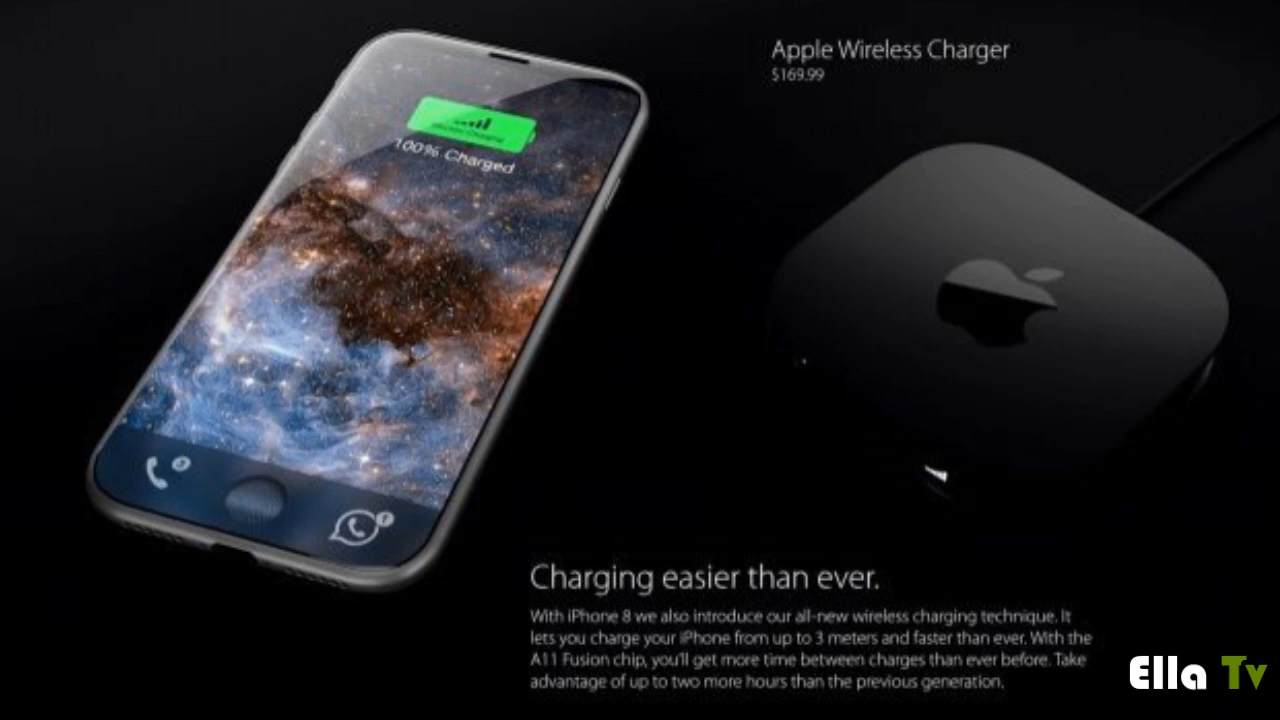 Apple Wireless Charger
$169.99
100% Charged
Charging easier than ever.
With iPhone 8 we also introduce our all-new wireless charging technique. It
lets you charge your iPhone from up to 3 meters and faster than ever. With the
A11 Fusion chip, you'll get more time between charges than ever before. Take
advantage of up to two more hours than the previous generation.
Ella Tv